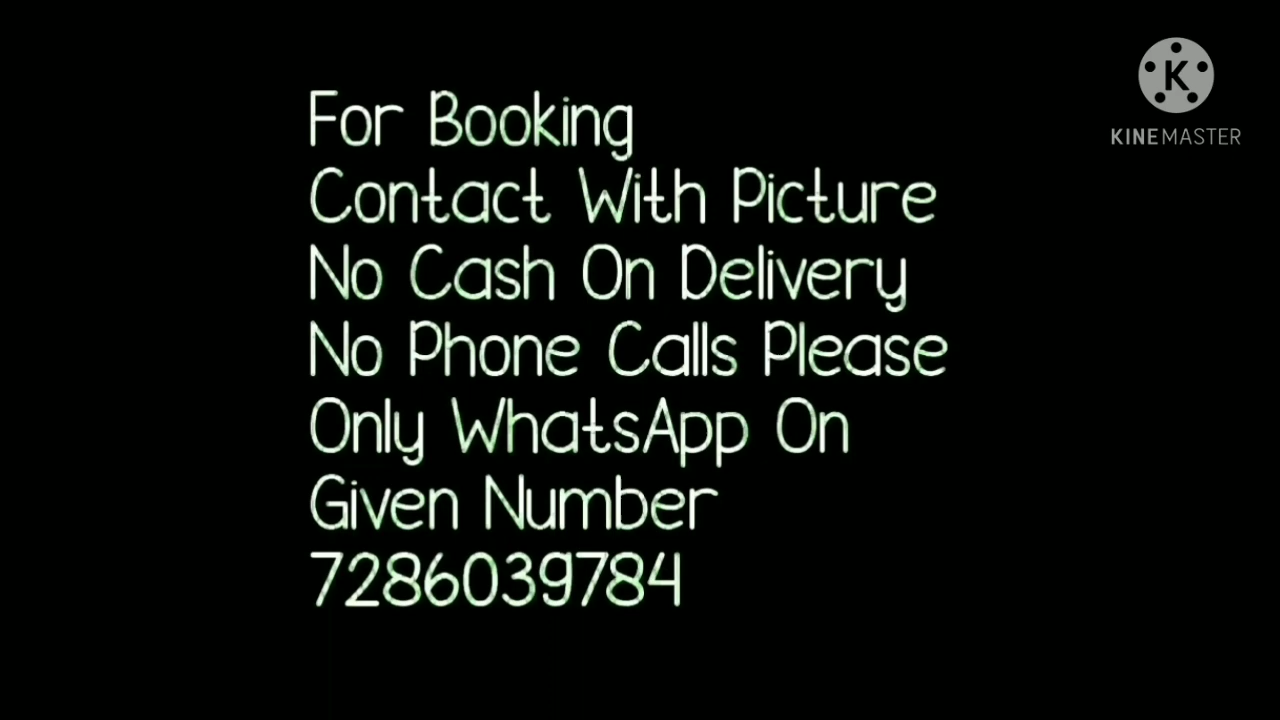 For Booking
Contact With Picture
No Cash On Delivery
No Phone Calls Please
Only WhatsApp On
Given Number
7286039784
K
KINEMASTER